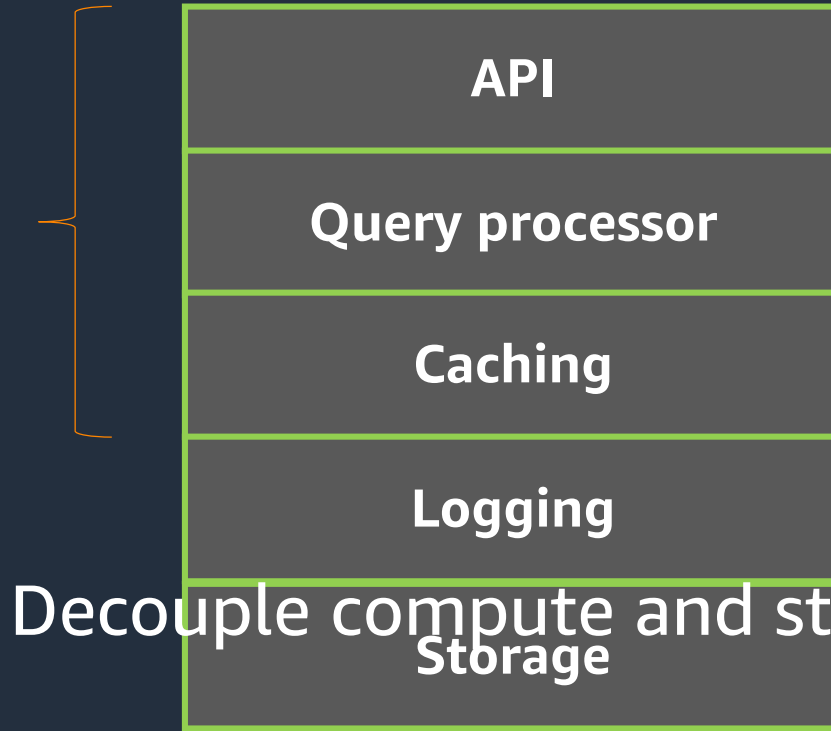 API
Query processor
Caching
Logging
Decouple compute and st
Storage